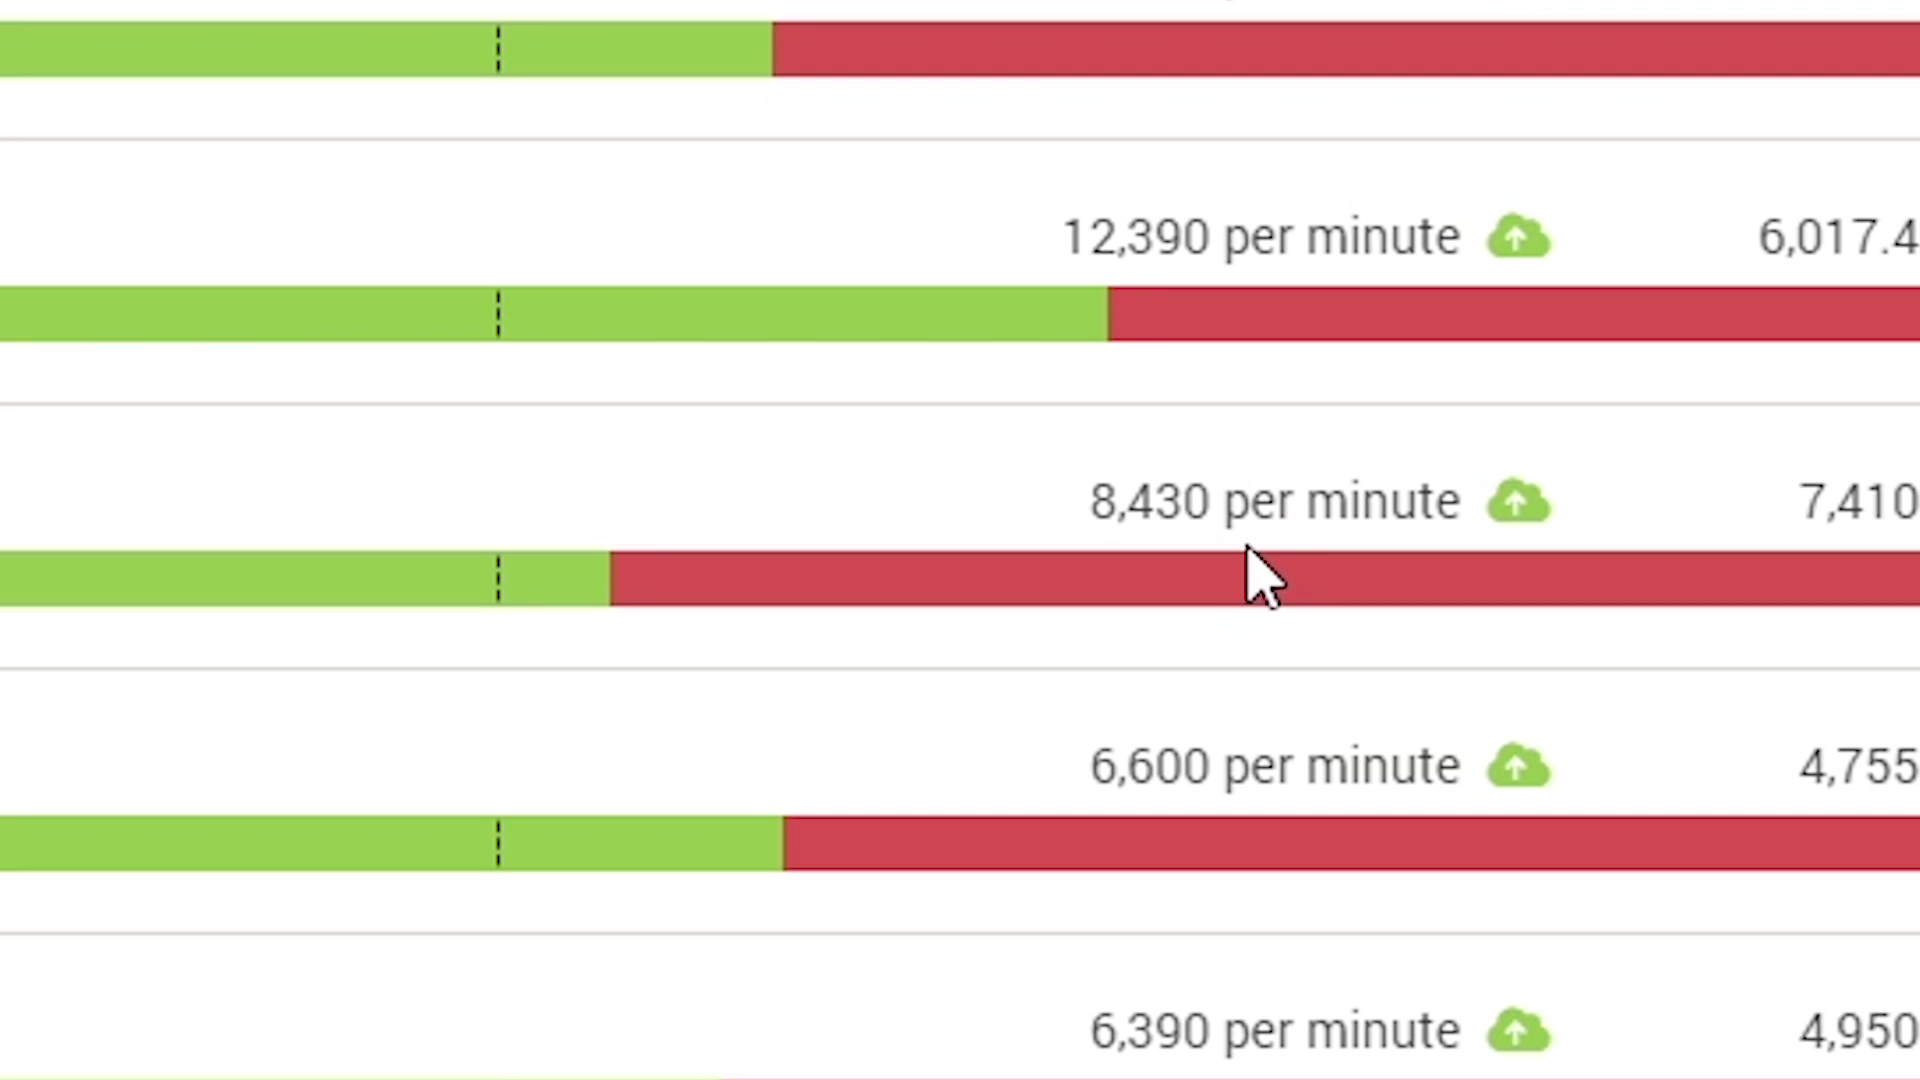 12,390 per minute 6,017.4
8,430 per minute 7,410
6,600 per minute 4,755
6,390 per minute 4,950